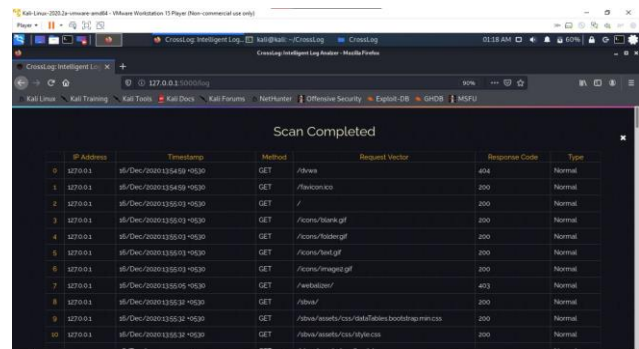 Kali-Linux-2020.2a-vmware-amd64 - VMware Workstation 15 Player (Non-commercial use only)
Player
CrossLog: Intelligent Log... kali@kali: ~/CrossLog CrossLog 01:18 AM 60%
CrossLog: Intelligent Log Analyzer - Mozilla Firefox
CrossLog: Intelligent Log
127.0.0.1:5000/log 90%
Kali Linux Kali Training Kali Tools Kali Docs Kali Forums NetHunter Offensive Security Exploit-DB GHDB MSFU
Scan Completed
IP Address Timestamp Method Request Vector Response Code Type
0 127.0.0.1 16/Dec/2020:13:54:59 +0530 GET /dvwa 404 Normal
1 127.0.0.1 16/Dec/2020:13:54:59 +0530 GET /favicon.ico 200 Normal
2 127.0.0.1 16/Dec/2020:13:55:03 +0530 GET / 200 Normal
3 127.0.0.1 16/Dec/2020:13:55:03 +0530 GET /icons/blank.gif 200 Normal
4 127.0.0.1 16/Dec/2020:13:55:03 +0530 GET /icons/folder.gif 200 Normal
5 127.0.0.1 16/Dec/2020:13:55:03 +0530 GET /icons/text.gif 200 Normal
6 127.0.0.1 16/Dec/2020:13:55:03 +0530 GET /icons/image2.gif 200 Normal
7 127.0.0.1 16/Dec/2020:13:55:05 +0530 GET /webalizer/ 403 Normal
8 127.0.0.1 16/Dec/2020:13:55:32 +0530 GET /sbva/ 200 Normal
9 127.0.0.1 16/Dec/2020:13:55:32 +0530 GET /sbva/assets/css/dataTables.bootstrap.min.css 200 Normal
10 127.0.0.1 16/Dec/2020:13:55:32 +0530 GET /sbva/assets/css/style.css 200 Normal